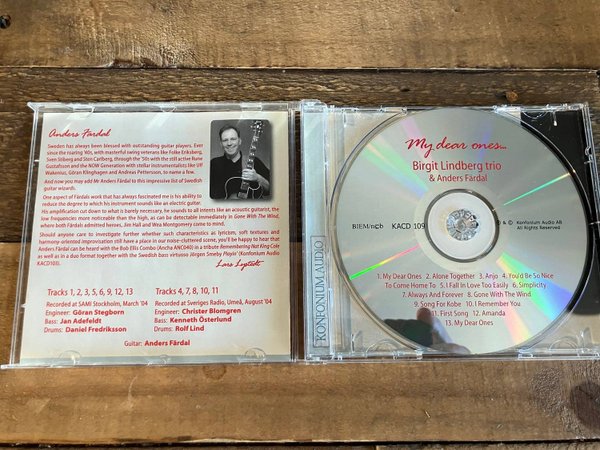 Anders Färdal
Sweden has always been blessed with outstanding guitar players. Ever
since the roaring '40s, with masterful swing veterans like Folke Eriksberg,
Sven Stiberg and Sten Carlberg, through the '50s with the still active Rune
Gustafsson and the NOW Generation with stellar instrumentalists like Ulf
Wakenius, Göran Klinghagen and Andreas Pettersson, to name a few.
And now you may add Mr Anders Färdal to this impressive list of Swedish
guitar wizards.
One aspect of Färdals work that has always fascinated me is his ability to
reduce the degree to which his instrument sounds like an electric guitar.
His amplification cut down to what is barely necessary, he sounds to all intents like an acoustic guitarist, the
low frequencies more noticeable than the high, as can be detectable immediately in Gone With The Wind,
where both Färdals admitted heroes, Jim Hall and Wes Montgomery come to mind.
Should anyone care to investigate further whether such characteristics as lyricism, soft textures and
harmony-oriented improvisation still have a place in our noise-cluttered scene, you'll be happy to hear that
Anders Färdal can be heard with the Bob Ellis Combo (Ancha ANC040) in a tribute Remembering Nat King Cole
as well as in a duo format together with the Swedish bass virtuoso Jörgen Smeby Playin' (Konfonium Audio
KACD103).
Tracks 1, 2, 3, 5, 6, 9, 12, 13
Recorded at SAMI Stockholm, March '04
Engineer: Göran Stegborn
Bass: Jan Adefeldt
Drums: Daniel Fredriksson
Tracks 4, 7, 8, 10, 11
Recorded at Sveriges Radio, Umeå, August '04
Engineer: Christer Blomgren
Bass: Kenneth Österlund
Drums: Rolf Lind
Guitar: Anders Färdal
KONFONIUM AUDIO
My dear ones...
Birgit Lindberg trio
& Anders Färdal
BIEM/n©b KACD 109
℗ & © Konfonium Audio AB
All Rights Reserved
1. My Dear Ones 2. Alone Together 3. Anjo 4. You'd Be So Nice
To Come Home To 5. I Fall In Love Too Easily 6. Simplicity
7. Always and Forever 8. Gone With The Wind
9. Song For Kobe 10. I Remember You
11. First Song 12. Amanda
13. My Dear Ones